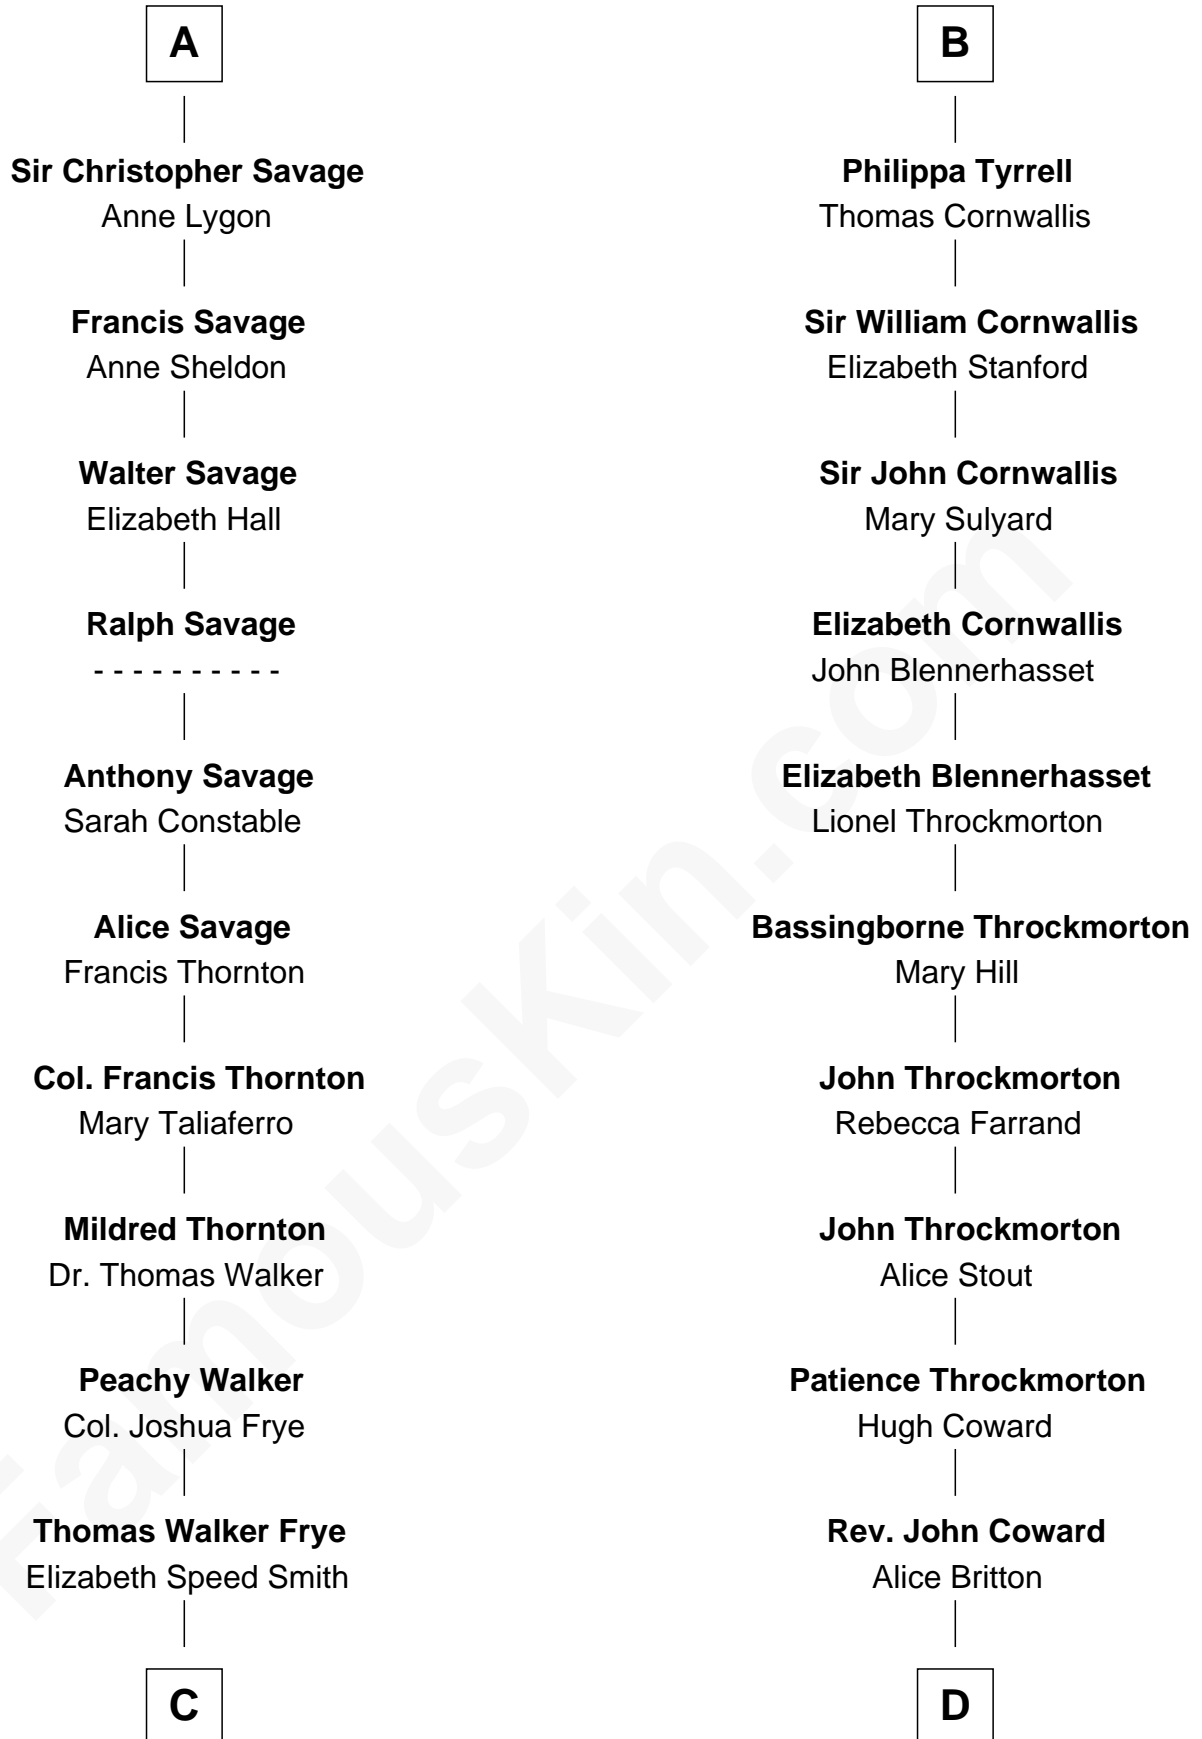 A
Sir Christopher Savage
Anne Lygon
Francis Savage
Anne Sheldon
Walter Savage
Elizabeth Hall
Ralph Savage
- - - - - - - - - -
Anthony Savage
Sarah Constable
Alice Savage
Francis Thornton
Col. Francis Thornton
Mary Taliaferro
Mildred Thornton
Dr. Thomas Walker
Peachy Walker
Col. Joshua Frye
Thomas Walker Frye
Elizabeth Speed Smith
C
B
Philippa Tyrrell
Thomas Cornwallis
Sir William Cornwallis
Elizabeth Stanford
Sir John Cornwallis
Mary Sulyard
Elizabeth Cornwallis
John Blennerhasset
Elizabeth Blennerhasset
Lionel Throckmorton
Bassingborne Throckmorton
Mary Hill
John Throckmorton
Rebecca Farrand
John Throckmorton
Alice Stout
Patience Throckmorton
Hugh Coward
Rev. John Coward
Alice Britton
D
FamousKin.com